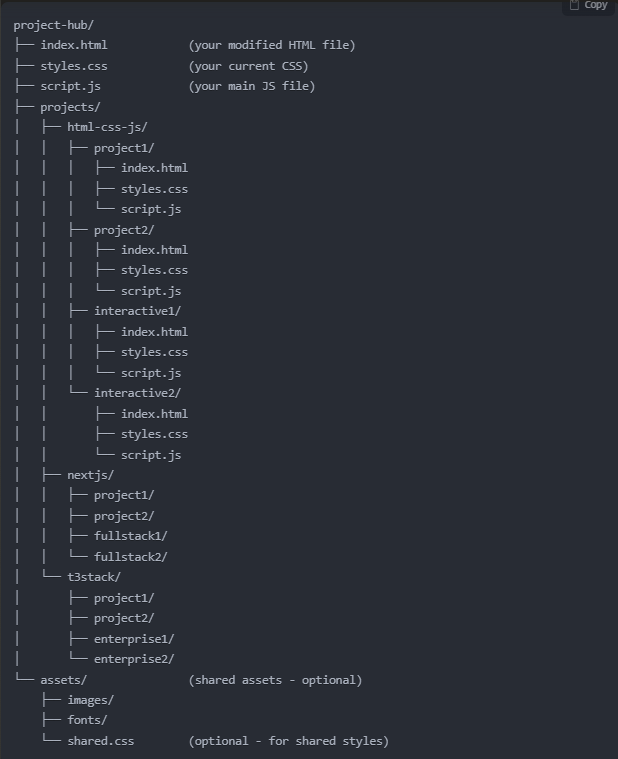 Copy
project-hub/
├── index.html            (your modified HTML file)
├── styles.css            (your current CSS)
├── script.js             (your main JS file)
├── projects/
│   ├── html-css-js/
│   │   ├── project1/
│   │   │   ├── index.html
│   │   │   ├── styles.css
│   │   │   └── script.js
│   │   ├── project2/
│   │   │   ├── index.html
│   │   │   ├── styles.css
│   │   │   └── script.js
│   │   ├── interactive1/
│   │   │   ├── index.html
│   │   │   ├── styles.css
│   │   │   └── script.js
│   │   └── interactive2/
│   │       ├── index.html
│   │       ├── styles.css
│   │       └── script.js
│   ├── nextjs/
│   │   ├── project1/
│   │   ├── project2/
│   │   ├── fullstack1/
│   │   └── fullstack2/
│   └── t3stack/
│       ├── project1/
│       ├── project2/
│       ├── enterprise1/
│       └── enterprise2/
└── assets/               (shared assets - optional)
    ├── images/
    ├── fonts/
    └── shared.css        (optional - for shared styles)